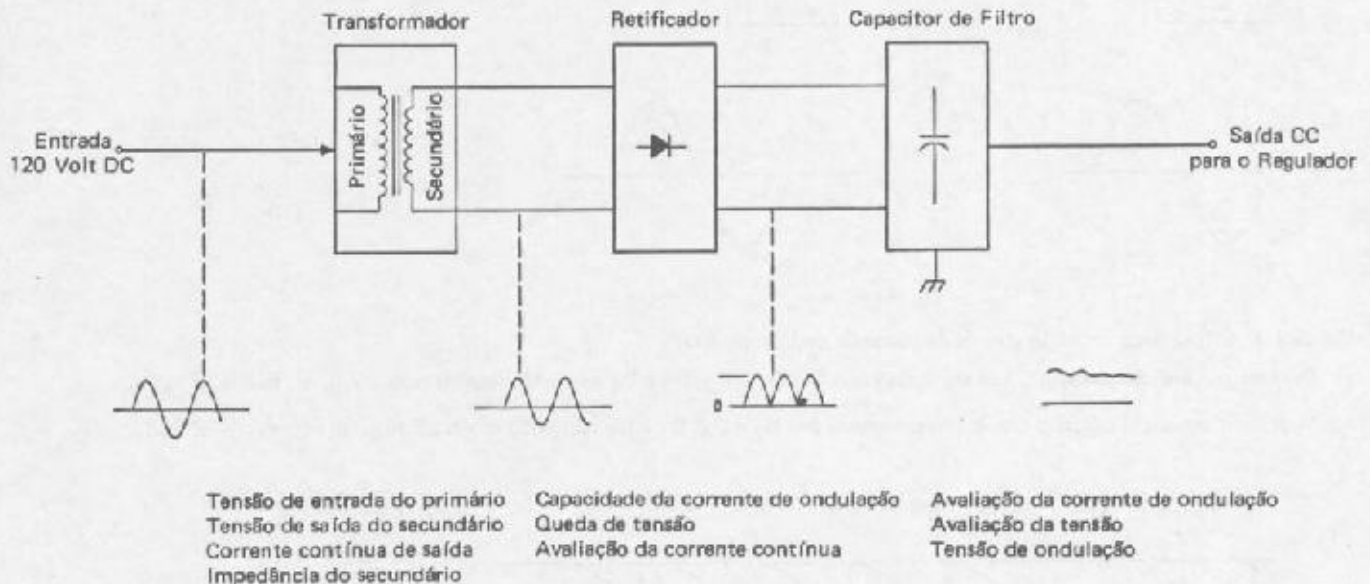 Transformador
Retificador
Capacitor de Filtro
Primário
Secundário
Entrada
120 Volt DC
Saída CC
para o Regulador
0
Tensão de entrada do primário
Tensão de saída do secundário
Corrente contínua de saída
Impedância do secundário
Capacidade da corrente de ondulação
Queda de tensão
Avaliação da corrente contínua
Avaliação da corrente de ondulação
Avaliação da tensão
Tensão de ondulação